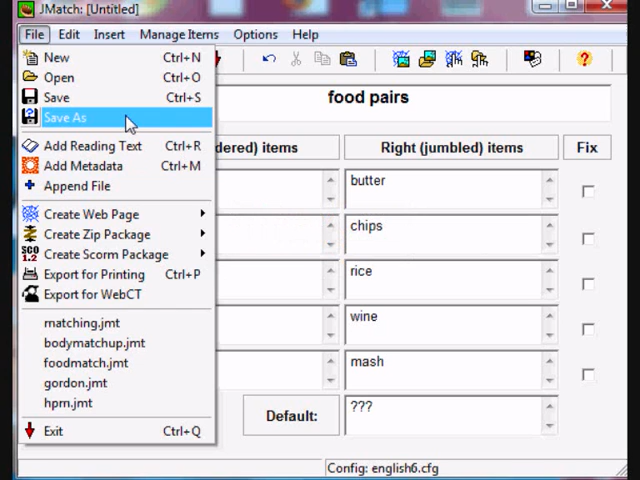 JMatch: [Untitled]
File Edit Insert Manage Items Options Help
New Ctrl+N
Open Ctrl+O
Save Ctrl+S
Save As
Add Reading Text Ctrl+R
Add Metadata Ctrl+M
Append File
Create Web Page
Create Zip Package
SCO 1.2 Create Scorm Package
Export for Printing Ctrl+P
Export for WebCT
matching.jmt
bodymatchup.jmt
foodmatch.jmt
gordon.jmt
hprn.jmt
Exit Ctrl+Q
food pairs
dered) items Right (jumbled) items Fix
butter
chips
rice
wine
mash
Default: ???
Config: english6.cfg